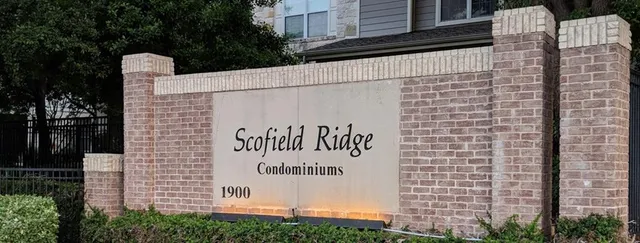 Scofield Ridge
Condominiums
1900